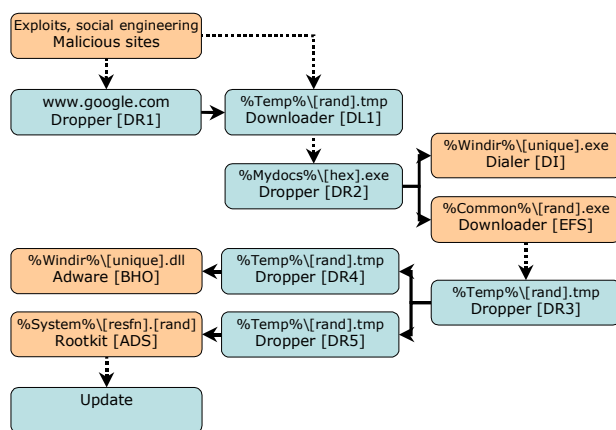 Exploits, social engineering
Malicious sites
www.google.com
Dropper [DR1]
%Temp%\[rand].tmp
Downloader [DL1]
%Mydocs%\[hex].exe
Dropper [DR2]
%Windir%\[unique].exe
Dialer [DI]
%Common%\[rand].exe
Downloader [EFS]
%Windir%\[unique].dll
Adware [BHO]
%Temp%\[rand].tmp
Dropper [DR4]
%Temp%\[rand].tmp
Dropper [DR3]
%System%\[resfn].[rand]
Rootkit [ADS]
%Temp%\[rand].tmp
Dropper [DR5]
Update